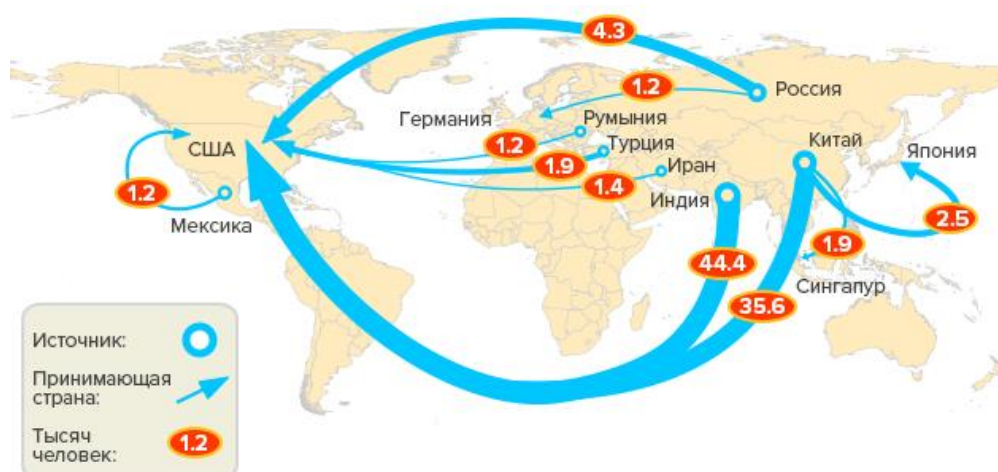 4.3
Россия
1.2
Германия
Румыния
Китай
США
1.2
Турция
Япония
1.9
Иран
1.4
Индия
1.2
Мексика
2.5
1.9
44.4
Сингапур
35.6
Источник:
Принимающая
страна:
Тысяч
человек:
1.2